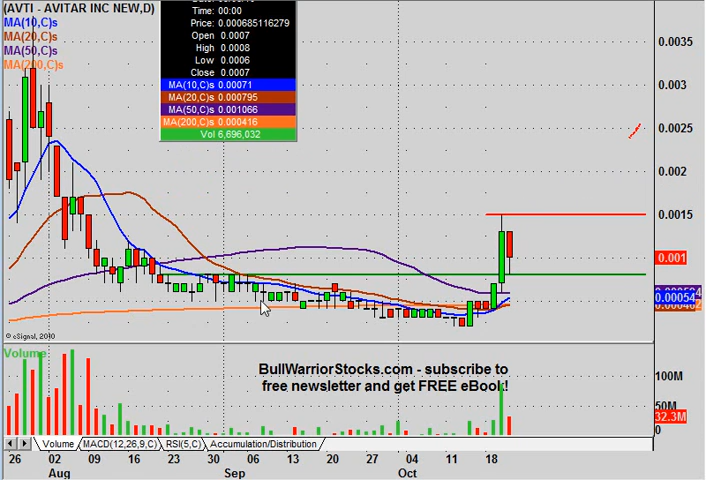 (AVTI - AVITAR INC NEW,D)
MA(10,C)s
MA(20,C)s
MA(50,C)s
MA(200,C)s
Time: 00:00
Price: 0.000685116279
Open 0.0007
High 0.0008
Low 0.0006
Close 0.0007
MA(10,C)s 0.00071
MA(20,C)s 0.000795
MA(50,C)s 0.001066
MA(200,C)s 0.000416
Vol 6,696,032
0.0035
0.003
0.0025
0.002
0.0015
0.001
0.00054
© eSignal, 2010
Volume
BullWarriorStocks.com - subscribe to
free newsletter and get FREE eBook!
100M
50M
32.3M
Volume MACD(12,26,9,C) RSI(5,C) Accumulation/Distribution
26 02 09 16 23 30 06 13 20 27 04 11 18
Aug Sep Oct